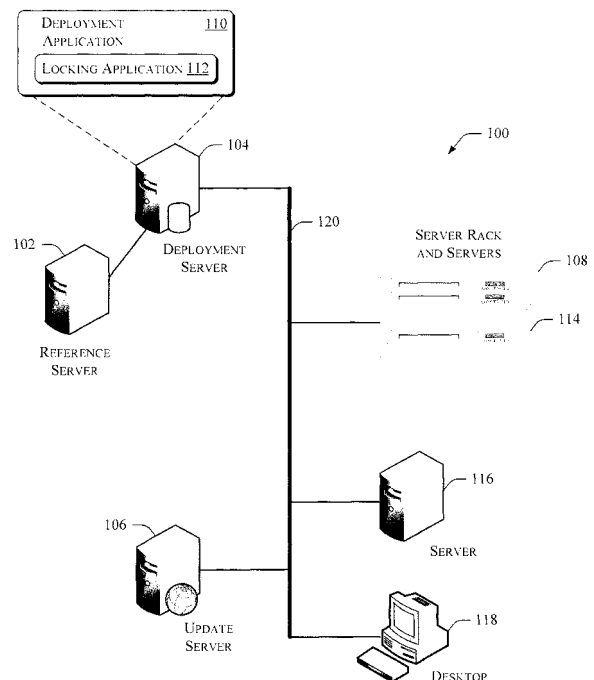 DEPLOYMENT 110
APPLICATION
LOCKING APPLICATION 112
104
100
120
102
DEPLOYMENT
SERVER
SERVER RACK
AND SERVERS
108
114
REFERENCE
SERVER
116
SERVER
106
UPDATE
SERVER
118
DESKTOP